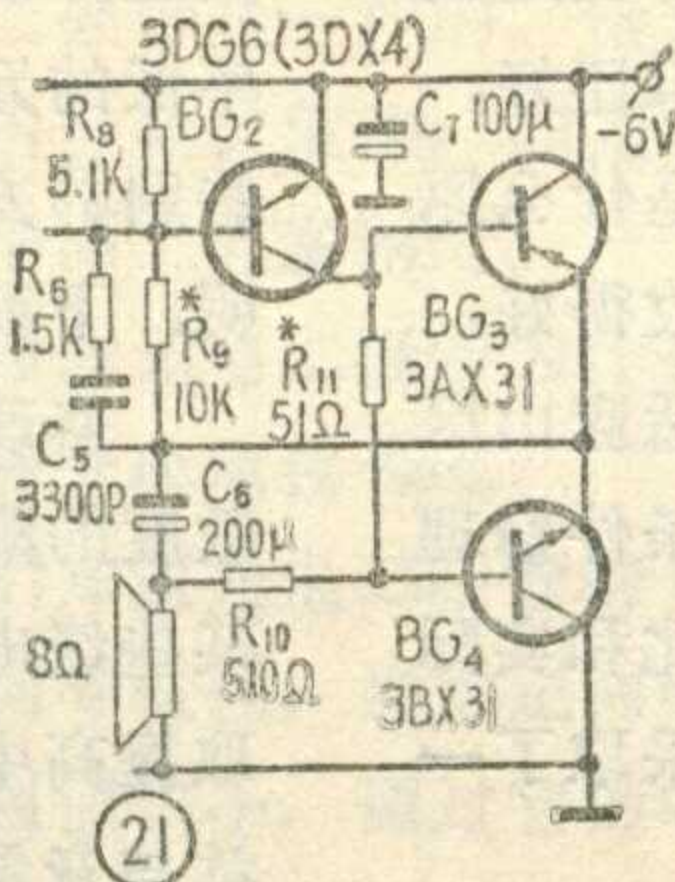 3DG6(3DX4)
R8
5.1K
BG2
C7 100μ
-6V
R6
1.5K
*
R9
10K
*
R11
51Ω
BG3
3AX31
C5
3300P
C6
200μ
8Ω
R10
510Ω
BG4
3BX31
21